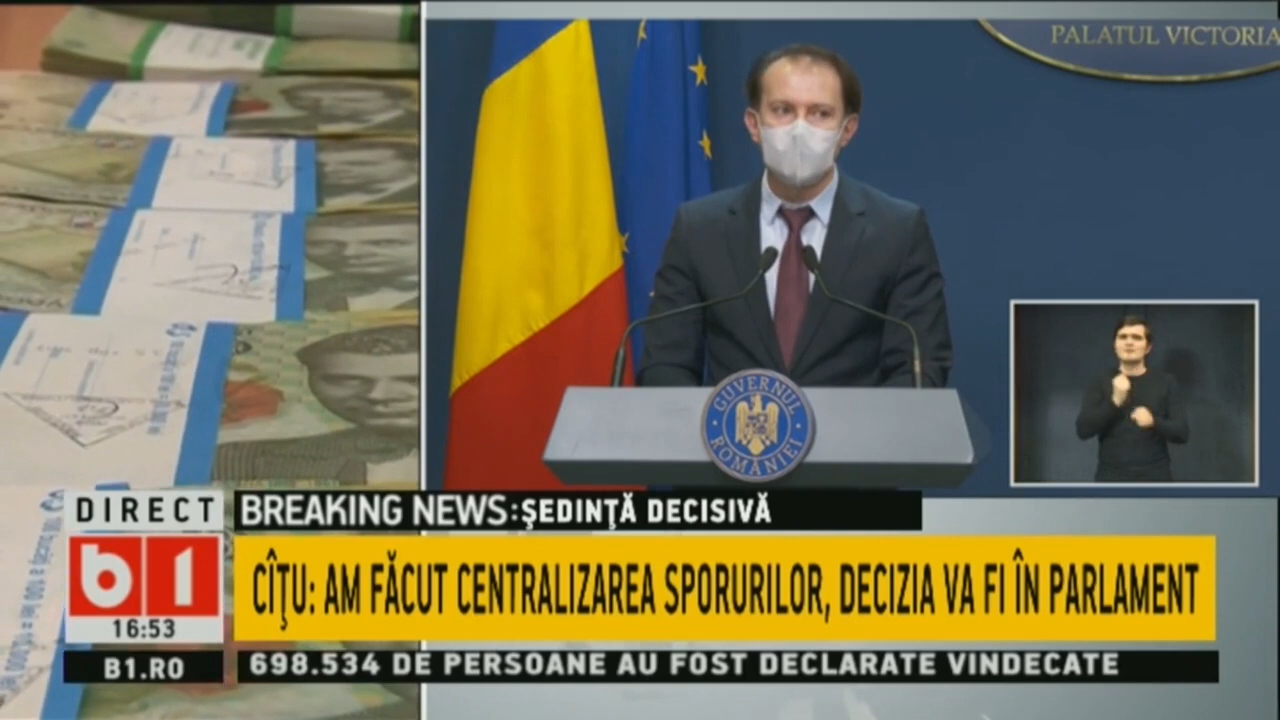 PALATUL VICTORIA
GUVERNUL
ROMÂNIEI
DIRECT
BREAKING NEWS: ŞEDINŢĂ DECISIVĂ
b1
CÎŢU: AM FĂCUT CENTRALIZAREA SPORURILOR, DECIZIA VA FI ÎN PARLAMENT
16:53
B1.RO
698.534 DE PERSOANE AU FOST DECLARATE VINDECATE